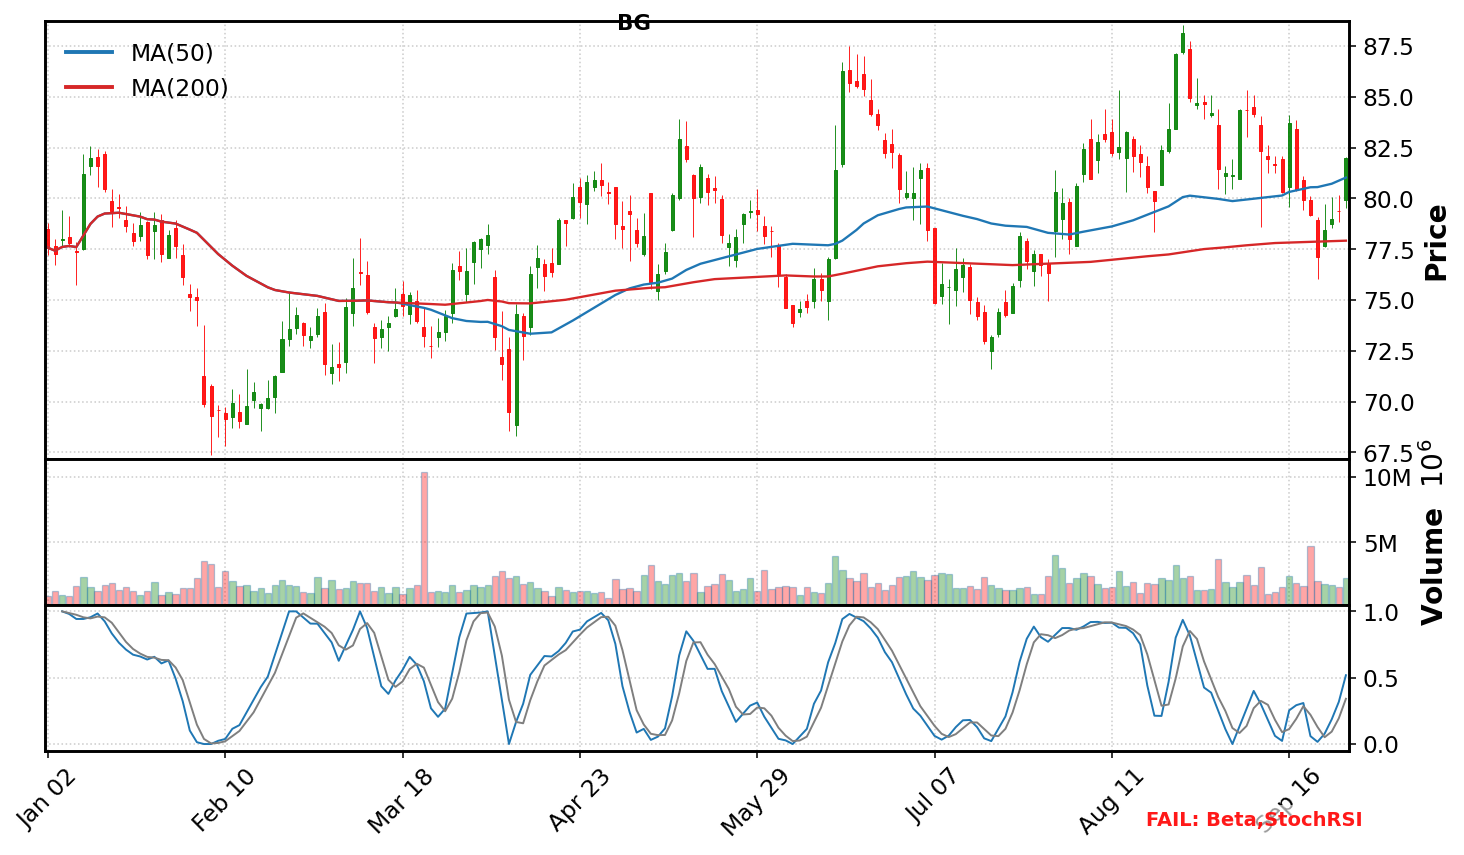 BG
MA(50)
MA(200)
87.5
85.0
82.5
80.0
77.5
75.0
72.5
70.0
67.5
Price
10M
5M
Volume 10^6
1.0
0.5
0.0
Jan 02
Feb 10
Mar 18
Apr 23
May 29
Jul 07
Aug 11
Sep 16
FAIL: Beta,StochRSI